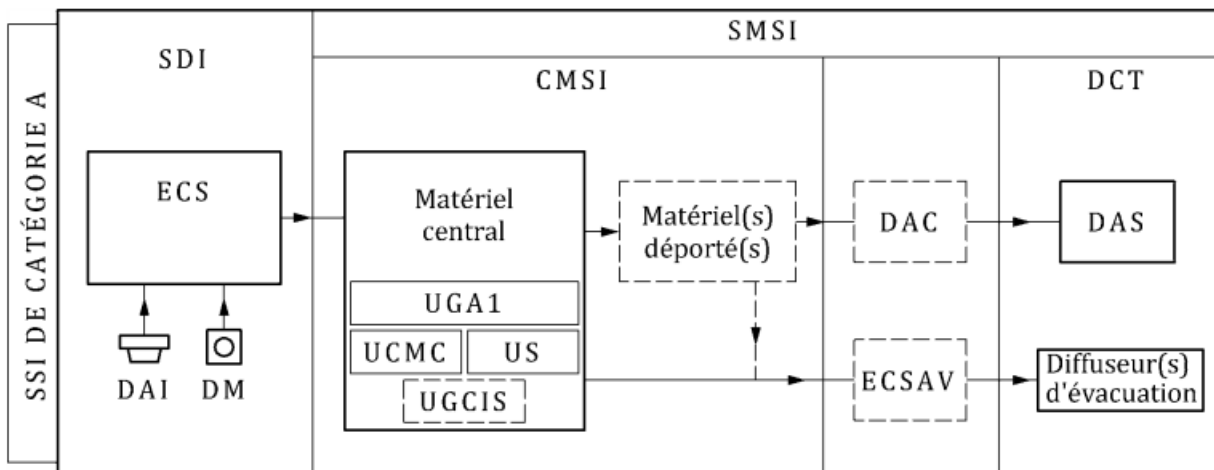 SSI DE CATÉGORIE A
SDI
SMSI
CMSI
DCT
ECS
Matériel
central
Matériel(s)
déporté(s)
DAC
DAS
UGA1
UCMC
US
UGCIS
DAI
DM
ECSAV
Diffuseur(s)
d'évacuation